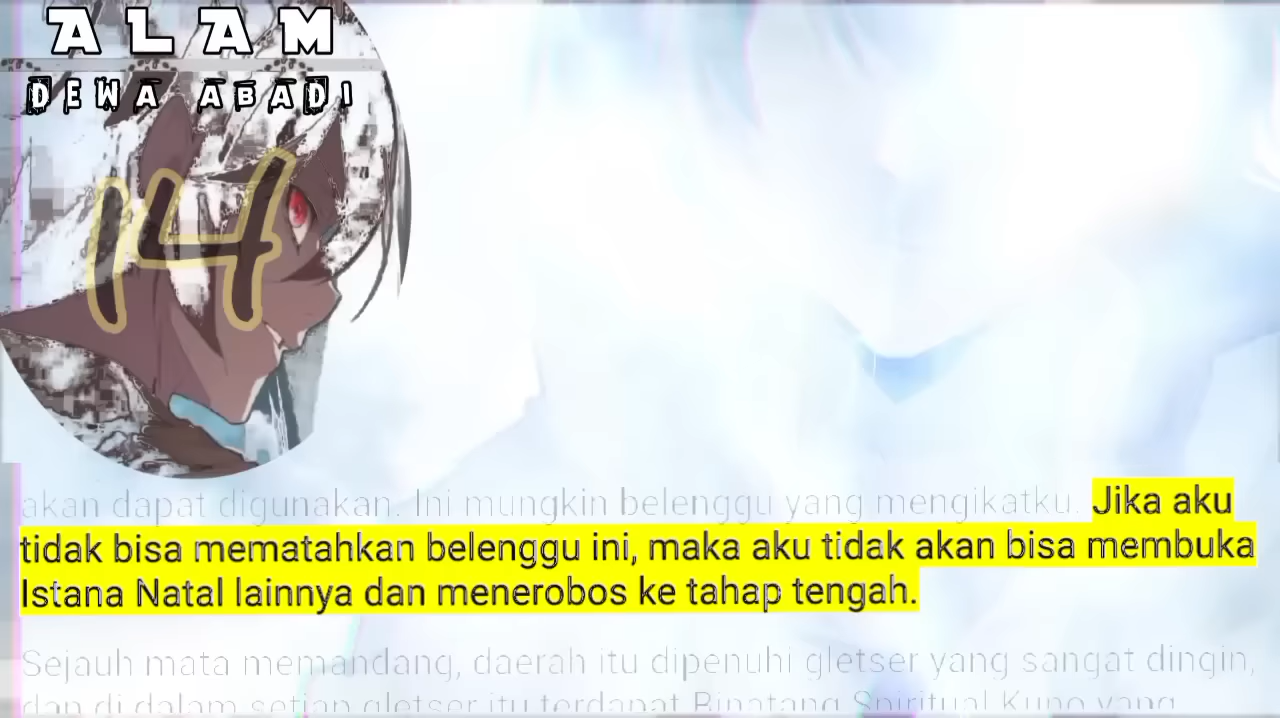 ALAM
DEWA ABADI
14
akan dapat digunakan. Ini mungkin belenggu yang mengikatku. Jika aku
tidak bisa mematahkan belenggu ini, maka aku tidak akan bisa membuka
Istana Natal lainnya dan menerobos ke tahap tengah.
Sejauh mata memandang, daerah itu dipenuhi gletser yang sangat dingin,
dan di dalam setiap gletser itu terdapat Binatang Spiritual Kuno yang